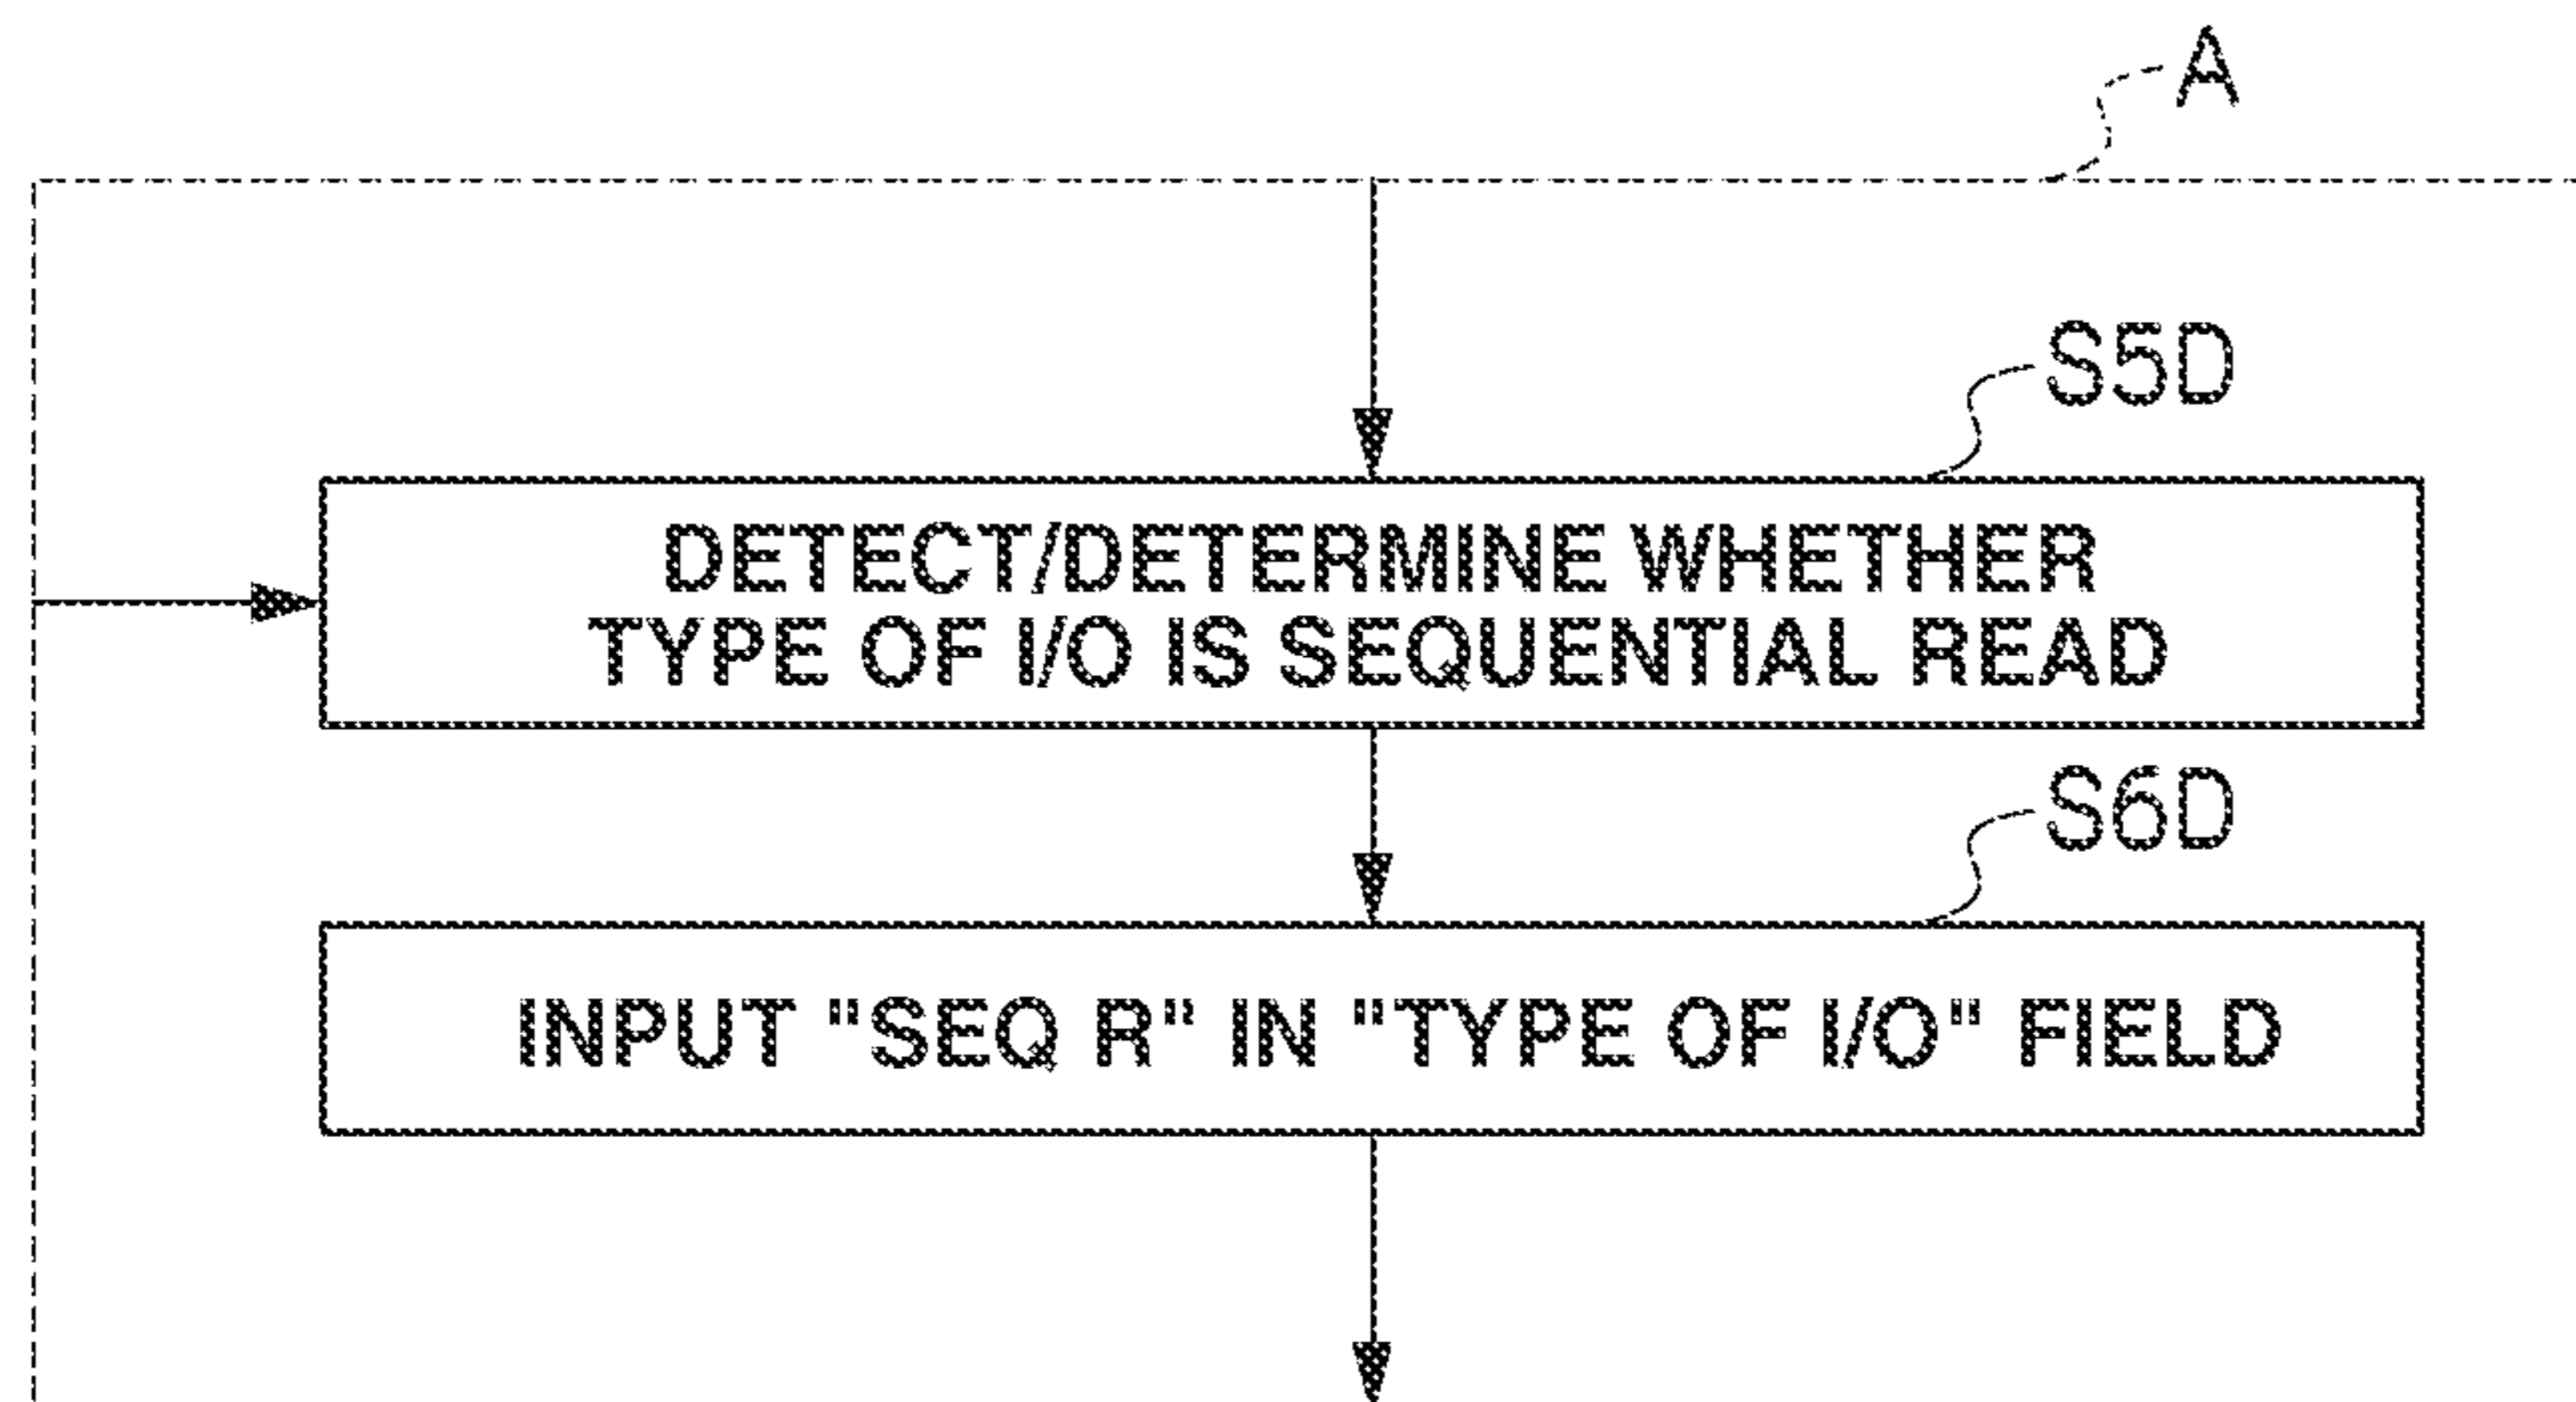 A
S5D
DETECT/DETERMINE WHETHER
TYPE OF I/O IS SEQUENTIAL READ
S6D
INPUT "SEQ R" IN "TYPE OF I/O" FIELD